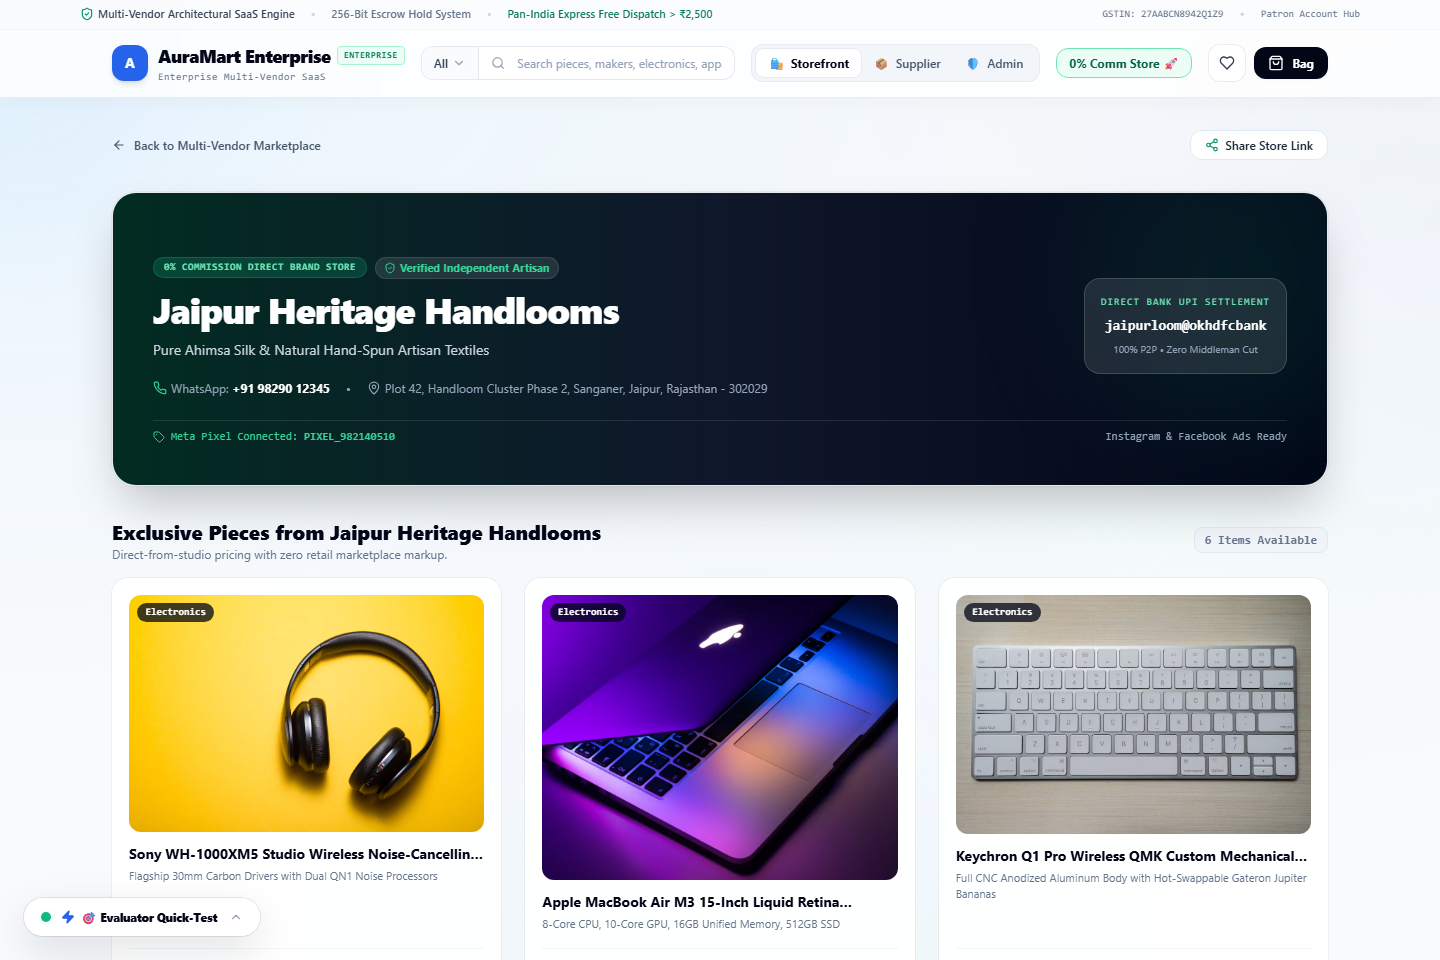 Multi-Vendor Architectural SaaS Engine • 256-Bit Escrow Hold System • Pan-India Express Free Dispatch > ₹2,500
GSTIN: 27AABCN8942Q1Z9 • Patron Account Hub
A
AuraMart Enterprise
ENTERPRISE
Enterprise Multi-Vendor SaaS
All
Search pieces, makers, electronics, app
Storefront
Supplier
Admin
0% Comm Store 🚀
Bag
Back to Multi-Vendor Marketplace
Share Store Link
0% COMMISSION DIRECT BRAND STORE
Verified Independent Artisan
Jaipur Heritage Handlooms
Pure Ahimsa Silk & Natural Hand-Spun Artisan Textiles
WhatsApp: +91 98290 12345 • Plot 42, Handloom Cluster Phase 2, Sanganer, Jaipur, Rajasthan - 302029
DIRECT BANK UPI SETTLEMENT
jaipurloom@okhdfcbank
100% P2P • Zero Middleman Cut
Meta Pixel Connected: PIXEL_982140510
Instagram & Facebook Ads Ready
Exclusive Pieces from Jaipur Heritage Handlooms
Direct-from-studio pricing with zero retail marketplace markup.
6 Items Available
Electronics
Sony WH-1000XM5 Studio Wireless Noise-Cancellin...
Flagship 30mm Carbon Drivers with Dual QN1 Noise Processors
Electronics
Apple MacBook Air M3 15-Inch Liquid Retina...
8-Core CPU, 10-Core GPU, 16GB Unified Memory, 512GB SSD
Electronics
Keychron Q1 Pro Wireless QMK Custom Mechanical...
Full CNC Anodized Aluminum Body with Hot-Swappable Gateron Jupiter
Bananas
🎯 Evaluator Quick-Test